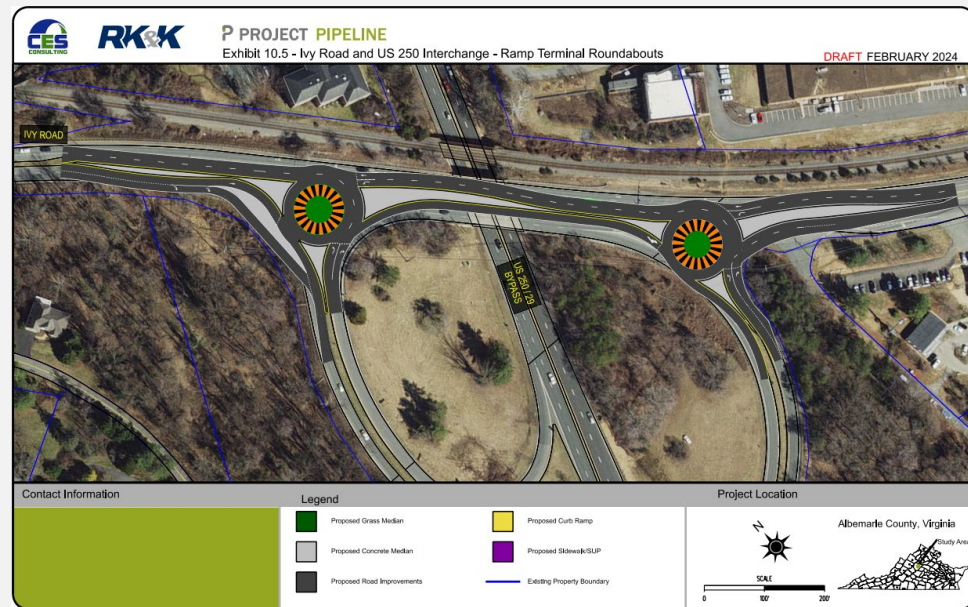 CES
CONSULTING
RK&K
PROJECT PIPELINE
Exhibit 10.5 - Ivy Road and US 250 Interchange - Ramp Terminal Roundabouts
DRAFT FEBRUARY 2024
IVY ROAD
US 250 / 29
BYPASS
Contact Information
Legend
Proposed Grass Median
Proposed Concrete Median
Proposed Road Improvements
Proposed Curb Ramp
Proposed Sidewalk/SUP
Existing Property Boundary
Project Location
N
SCALE
0 100' 200'
Albemarle County, Virginia
Study Area